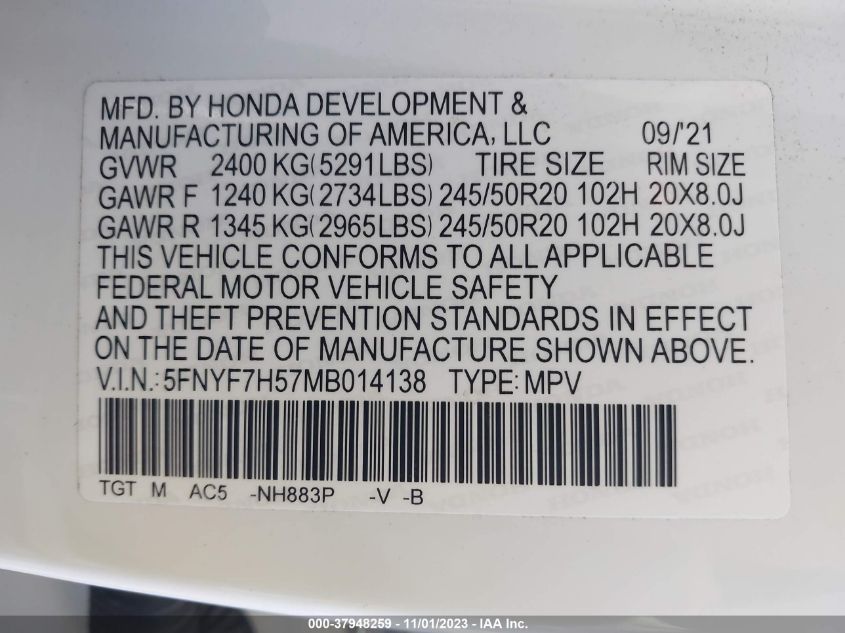 MFD. BY HONDA DEVELOPMENT &
MANUFACTURING OF AMERICA, LLC 09/'21
GVWR 2400 KG(5291LBS) TIRE SIZE RIM SIZE
GAWR F 1240 KG(2734LBS) 245/50R20 102H 20X8.0J
GAWR R 1345 KG(2965LBS) 245/50R20 102H 20X8.0J
THIS VEHICLE CONFORMS TO ALL APPLICABLE
FEDERAL MOTOR VEHICLE SAFETY
AND THEFT PREVENTION STANDARDS IN EFFECT
ON THE DATE OF MANUFACTURE SHOWN ABOVE.
V.I.N.: 5FNYF7H57MB014138 TYPE: MPV
TGT M AC5 -NH883P -V -B
000-37948259 - 11/01/2023 - IAA Inc.